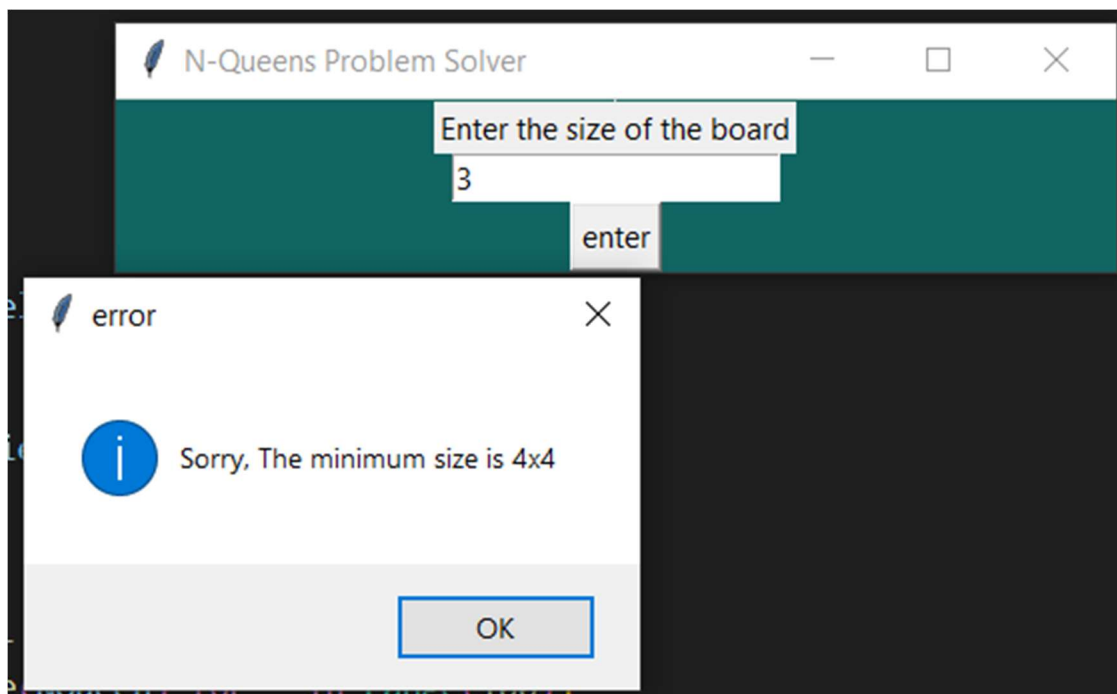 N-Queens Problem Solver
Enter the size of the board
3
enter
error
Sorry, The minimum size is 4x4
OK